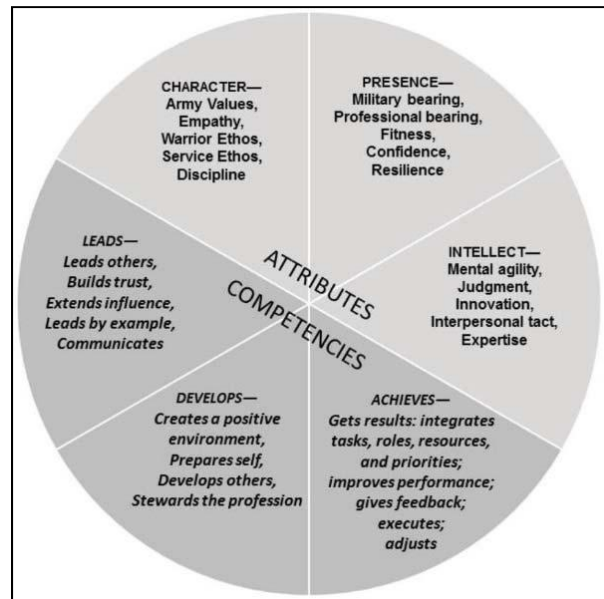 CHARACTER—
Army Values,
Empathy,
Warrior Ethos,
Service Ethos,
Discipline
PRESENCE—
Military bearing,
Professional bearing,
Fitness,
Confidence,
Resilience
LEADS—
Leads others,
Builds trust,
Extends influence,
Leads by example,
Communicates
ATTRIBUTES
COMPETENCIES
INTELLECT—
Mental agility,
Judgment,
Innovation,
Interpersonal tact,
Expertise
DEVELOPS—
Creates a positive
environment,
Prepares self,
Develops others,
Stewards the profession
ACHIEVES—
Gets results: integrates
tasks, roles, resources,
and priorities;
improves performance;
gives feedback;
executes;
adjusts